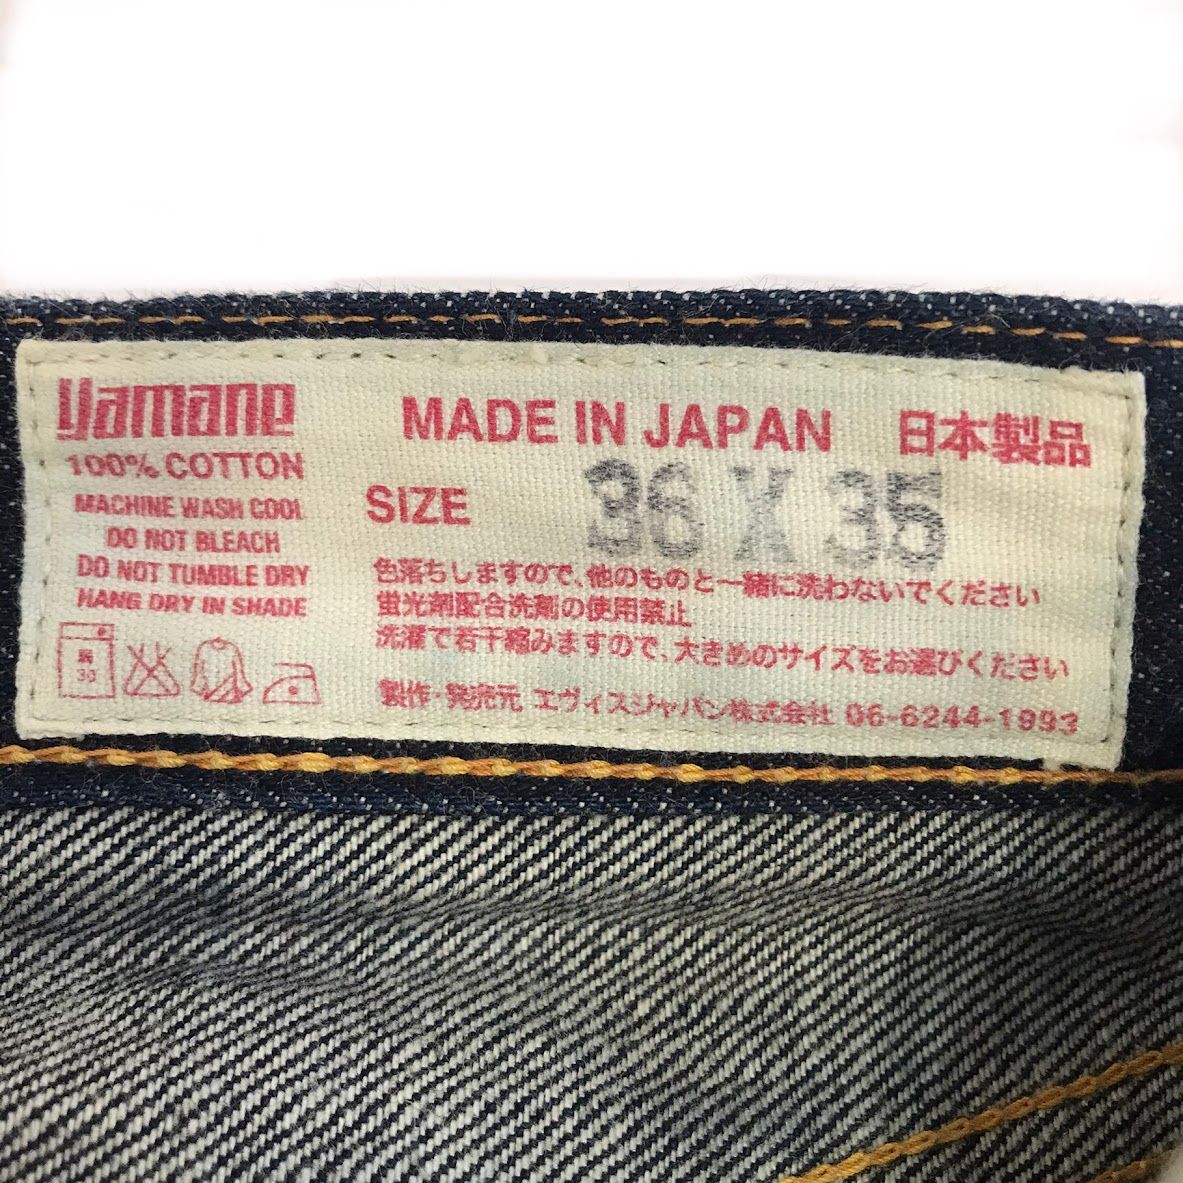 yamane
100% COTTON
MACHINE WASH COOL
DO NOT BLEACH
DO NOT TUMBLE DRY
HANG DRY IN SHADE
30
MADE IN JAPAN 日本製品
SIZE 36 X 35
色落ちしますので、他のものと一緒に洗わないでください
蛍光剤配合洗剤の使用禁止
洗濯で若干縮みますので、大きめのサイズをお選びください
製作・発売元 エヴィスジャパン株式会社 06-6244-1993